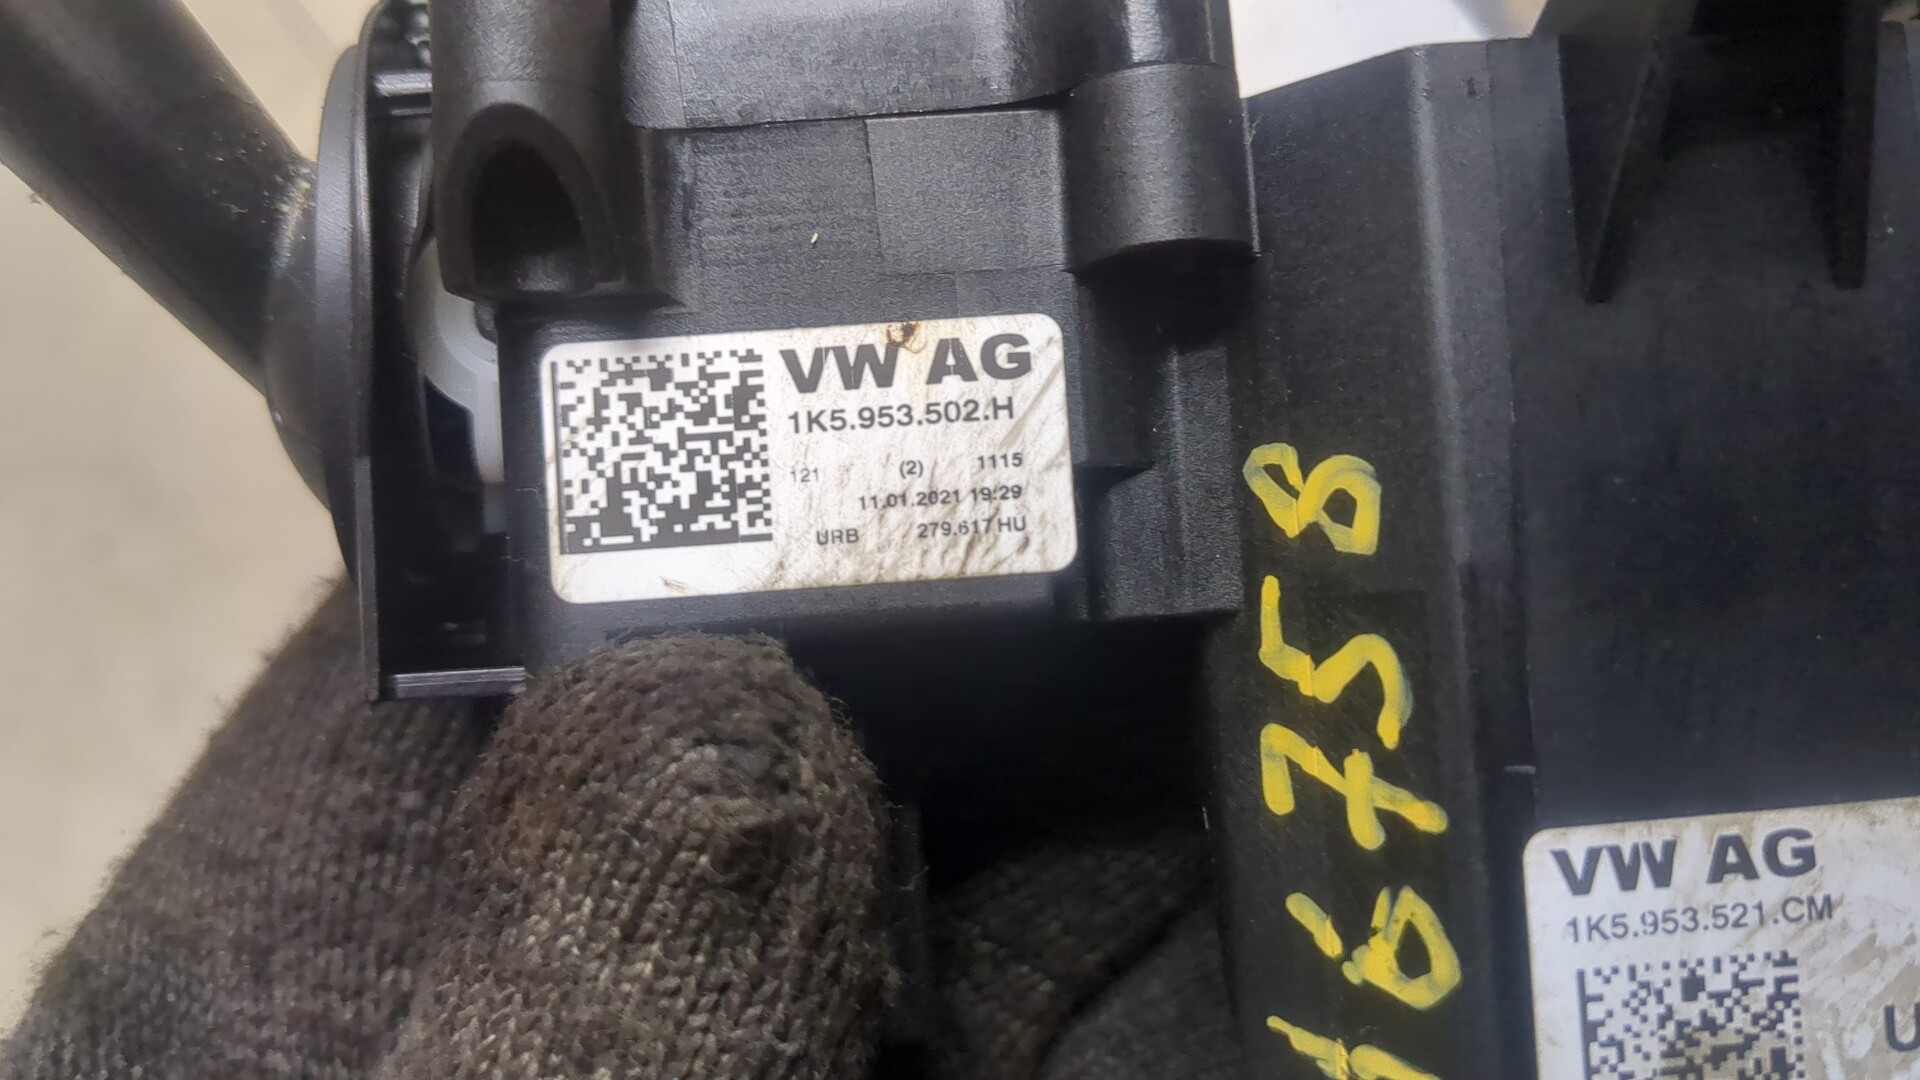 VW AG
1K5.953.502.H
121 (2) 1115
11.01.2021 19:29
URB 279.617 HU
6758
VW AG
1K5.953.521.CM
U